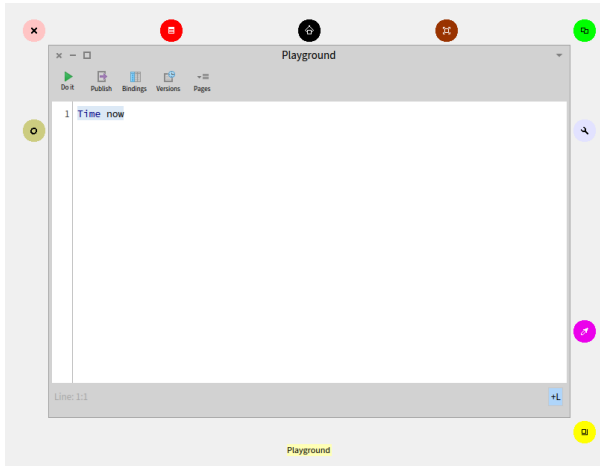 Playground
Do it Publish Bindings Versions Pages
1 Time now
Line: 1:1 +L
Playground